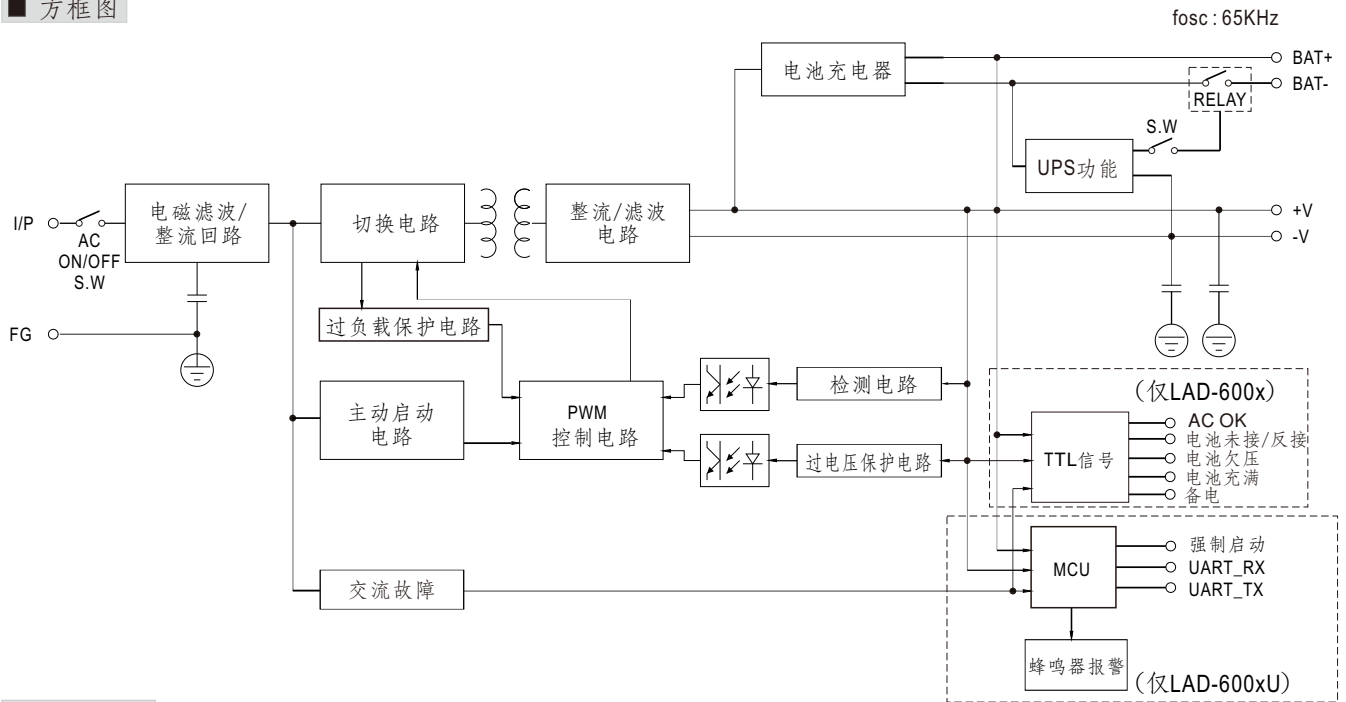 ■ 方框图
fosc : 65KHz
电池充电器
BAT+
BAT-
RELAY
S.W
UPS功能
I/P
AC
ON/OFF
S.W
电磁滤波/
整流回路
切换电路
整流/滤波
电路
+V
-V
FG
过负载保护电路
主动启动
电路
PWM
控制电路
检测电路
过电压保护电路
(仅LAD-600x)
TTL信号
AC OK
电池未接/反接
电池欠压
电池充满
备电
交流故障
MCU
强制启动
UART_RX
UART_TX
蜂鸣器报警
(仅LAD-600xU)